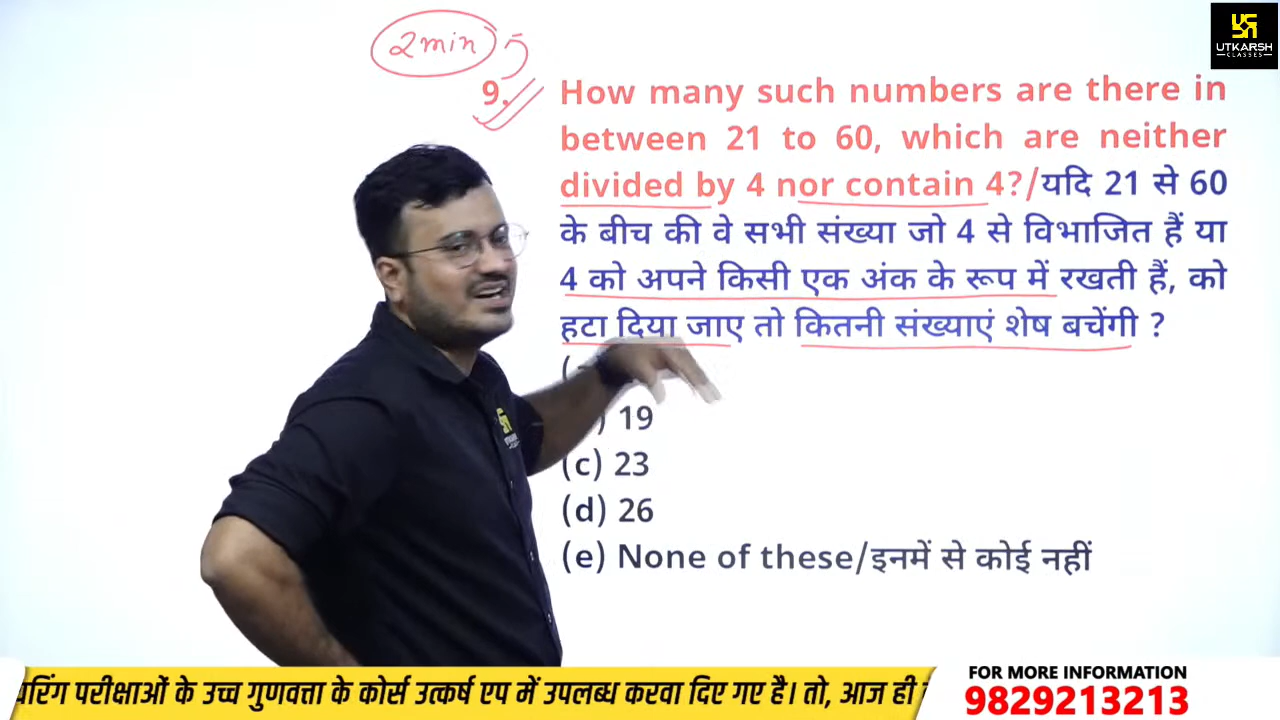 2 min
UTKARSH
CLASSES
9. How many such numbers are there in
between 21 to 60, which are neither
divided by 4 nor contain 4?/यदि 21 से 60
के बीच की वे सभी संख्या जो 4 से विभाजित हैं या
4 को अपने किसी एक अंक के रूप में रखती हैं, को
हटा दिया जाए तो कितनी संख्याएं शेष बचेंगी ?
(
) 19
(c) 23
(d) 26
(e) None of these/इनमें से कोई नहीं
परीक्षाओं के उच्च गुणवत्ता के कोर्स उत्कर्ष एप में उपलब्ध करवा दिए गए है। तो, आज ही
FOR MORE INFORMATION
9829213213